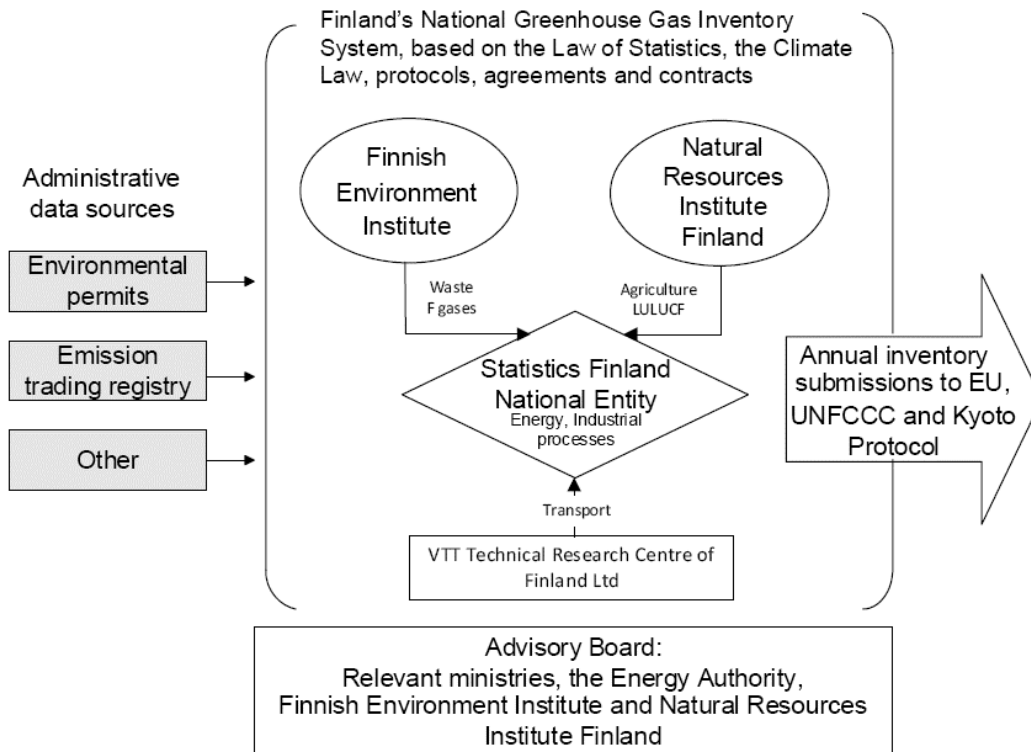 Finland's National Greenhouse Gas Inventory
System, based on the Law of Statistics, the Climate
Law, protocols, agreements and contracts
Administrative
data sources
Environmental
permits
Emission
trading registry
Other
Finnish
Environment
Institute
Natural
Resources
Institute
Finland
Waste
F gases
Agriculture
LULUCF
Statistics Finland
National Entity
Energy, Industrial
processes
Transport
VTT Technical Research Centre of
Finland Ltd
Annual inventory
submissions to EU,
UNFCCC and Kyoto
Protocol
Advisory Board:
Relevant ministries, the Energy Authority,
Finnish Environment Institute and Natural Resources
Institute Finland